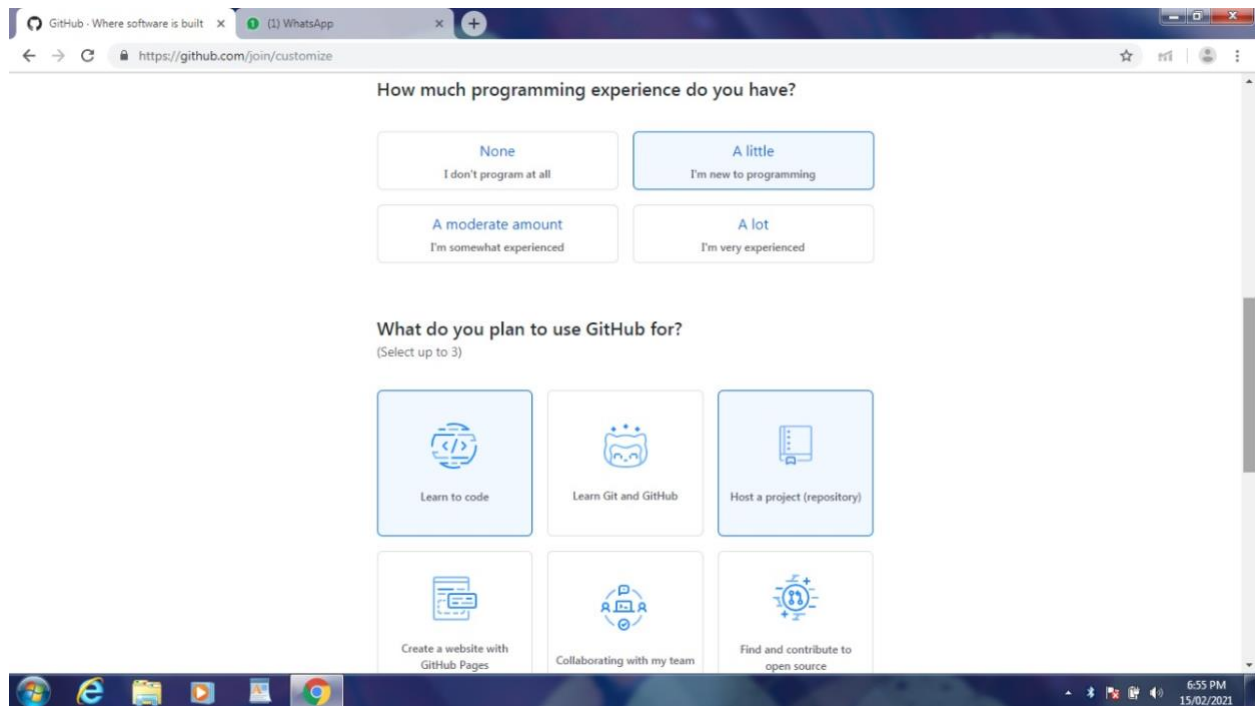 GitHub · Where software is built
(1) WhatsApp
https://github.com/join/customize
How much programming experience do you have?
None
I don't program at all
A little
I'm new to programming
A moderate amount
I'm somewhat experienced
A lot
I'm very experienced
What do you plan to use GitHub for?
(Select up to 3)
Learn to code
Learn Git and GitHub
Host a project (repository)
Create a website with
GitHub Pages
Collaborating with my team
Find and contribute to
open source
6:55 PM
15/02/2021